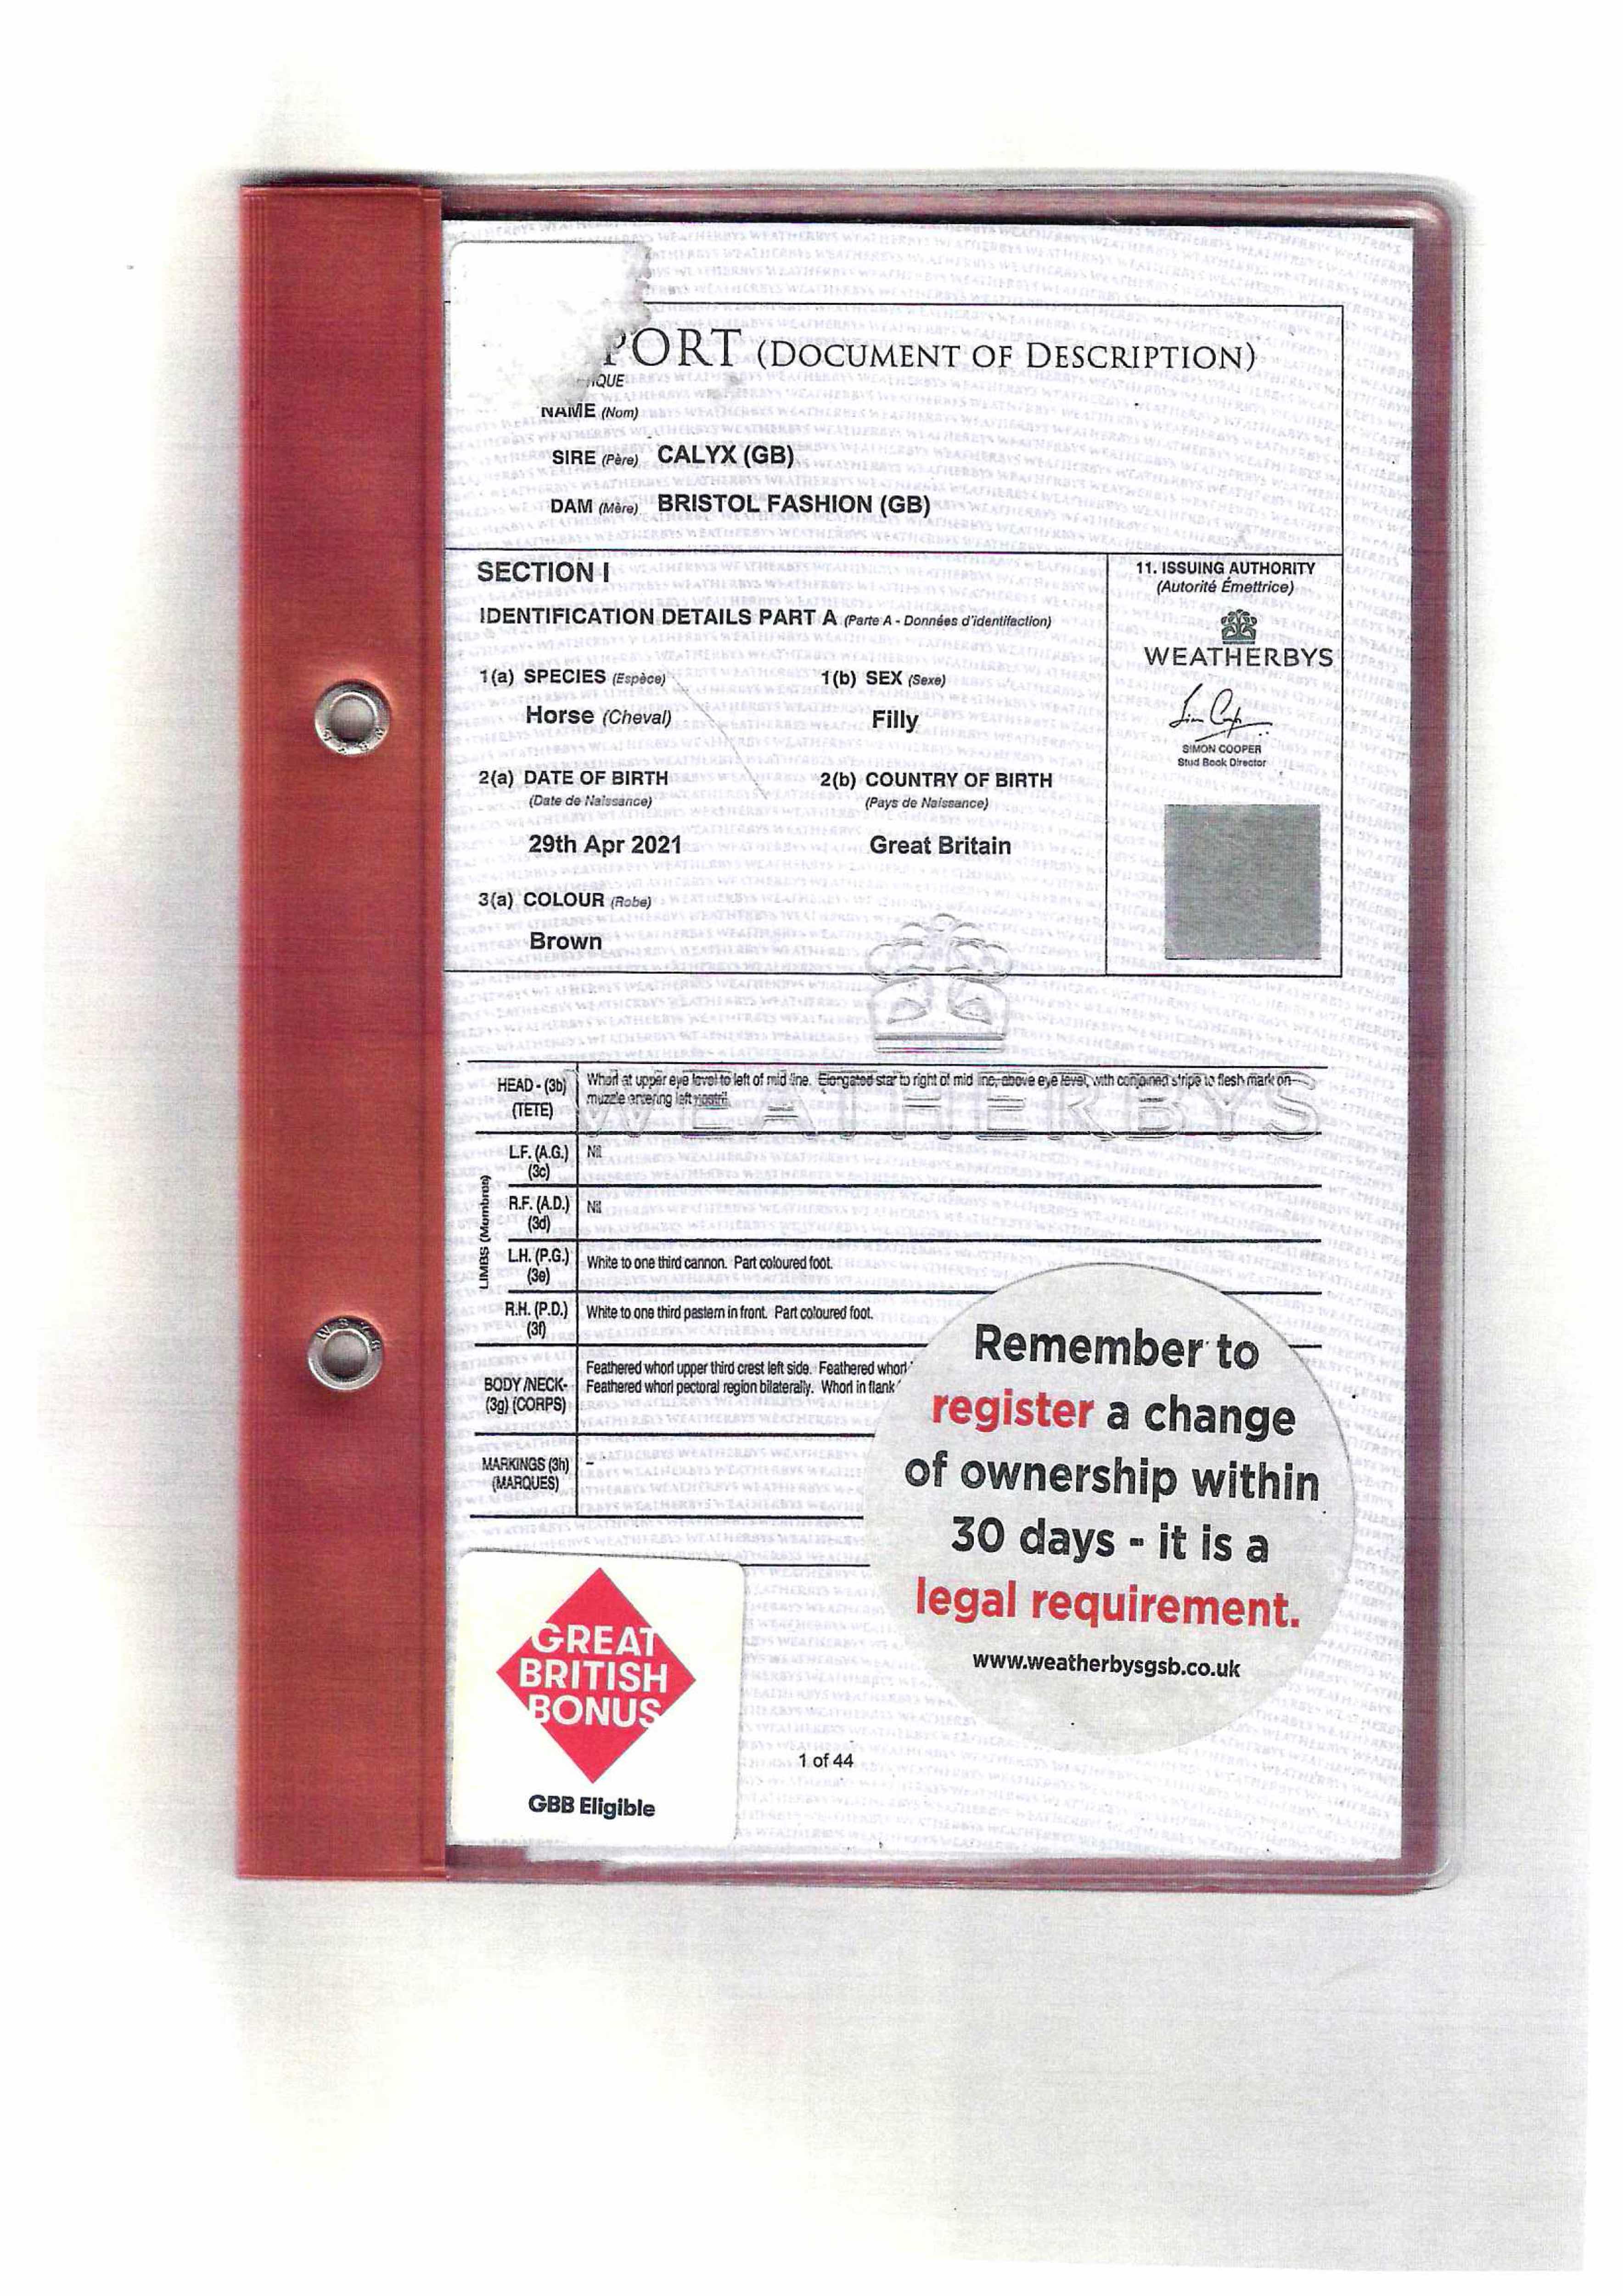 PORT (DOCUMENT OF DESCRIPTION)
QUE
NAME (Nom)
SIRE (Père) CALYX (GB)
DAM (Mère) BRISTOL FASHION (GB)
SECTION I
IDENTIFICATION DETAILS PART A (Parte A - Données d'identifaction)
11. ISSUING AUTHORITY
(Autorité Émettrice)
WEATHERBYS
SIMON COOPER
Stud Book Director
1(a) SPECIES (Espèce) 1(b) SEX (Sexe)
Horse (Cheval) Filly
2(a) DATE OF BIRTH 2(b) COUNTRY OF BIRTH
(Date de Naissance) (Pays de Naissance)
29th Apr 2021 Great Britain
3(a) COLOUR (Robe)
Brown
WEATHERBYS
HEAD - (3b) Whorl at upper eye level to left of mid line. Elongated star to right of mid line, above eye level, with conjoined stripe to flesh mark on
(TETE) muzzle entering left nostril.
LIMBS (Membres)
L.F. (A.G.) Nil
(3c)
R.F. (A.D.) Nil
(3d)
L.H. (P.G.) White to one third cannon. Part coloured foot.
(3e)
R.H. (P.D.) White to one third pastern in front. Part coloured foot.
(3f)
BODY/NECK- Feathered whorl upper third crest left side. Feathered whorl
(3g) (CORPS) Feathered whorl pectoral region bilaterally. Whorl in flank
MARKINGS (3h) -
(MARQUES)
Remember to
register a change
of ownership within
30 days - it is a
legal requirement.
www.weatherbysgsb.co.uk
GREAT
BRITISH
BONUS
GBB Eligible
1 of 44